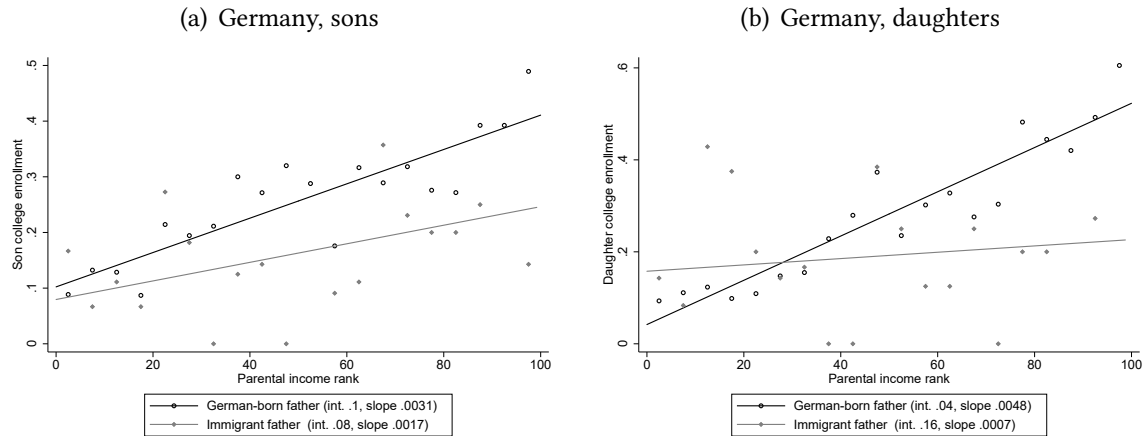 (a) Germany, sons
(b) Germany, daughters
Son college enrollment
.5
.4
.3
.2
.1
0
0
20
40
60
80
100
Parental income rank
German-born father (int. .1, slope .0031)
Immigrant father (int. .08, slope .0017)
Daughter college enrollment
.6
.4
.2
0
0
20
40
60
80
100
Parental income rank
German-born father (int. .04, slope .0048)
Immigrant father (int. .16, slope .0007)